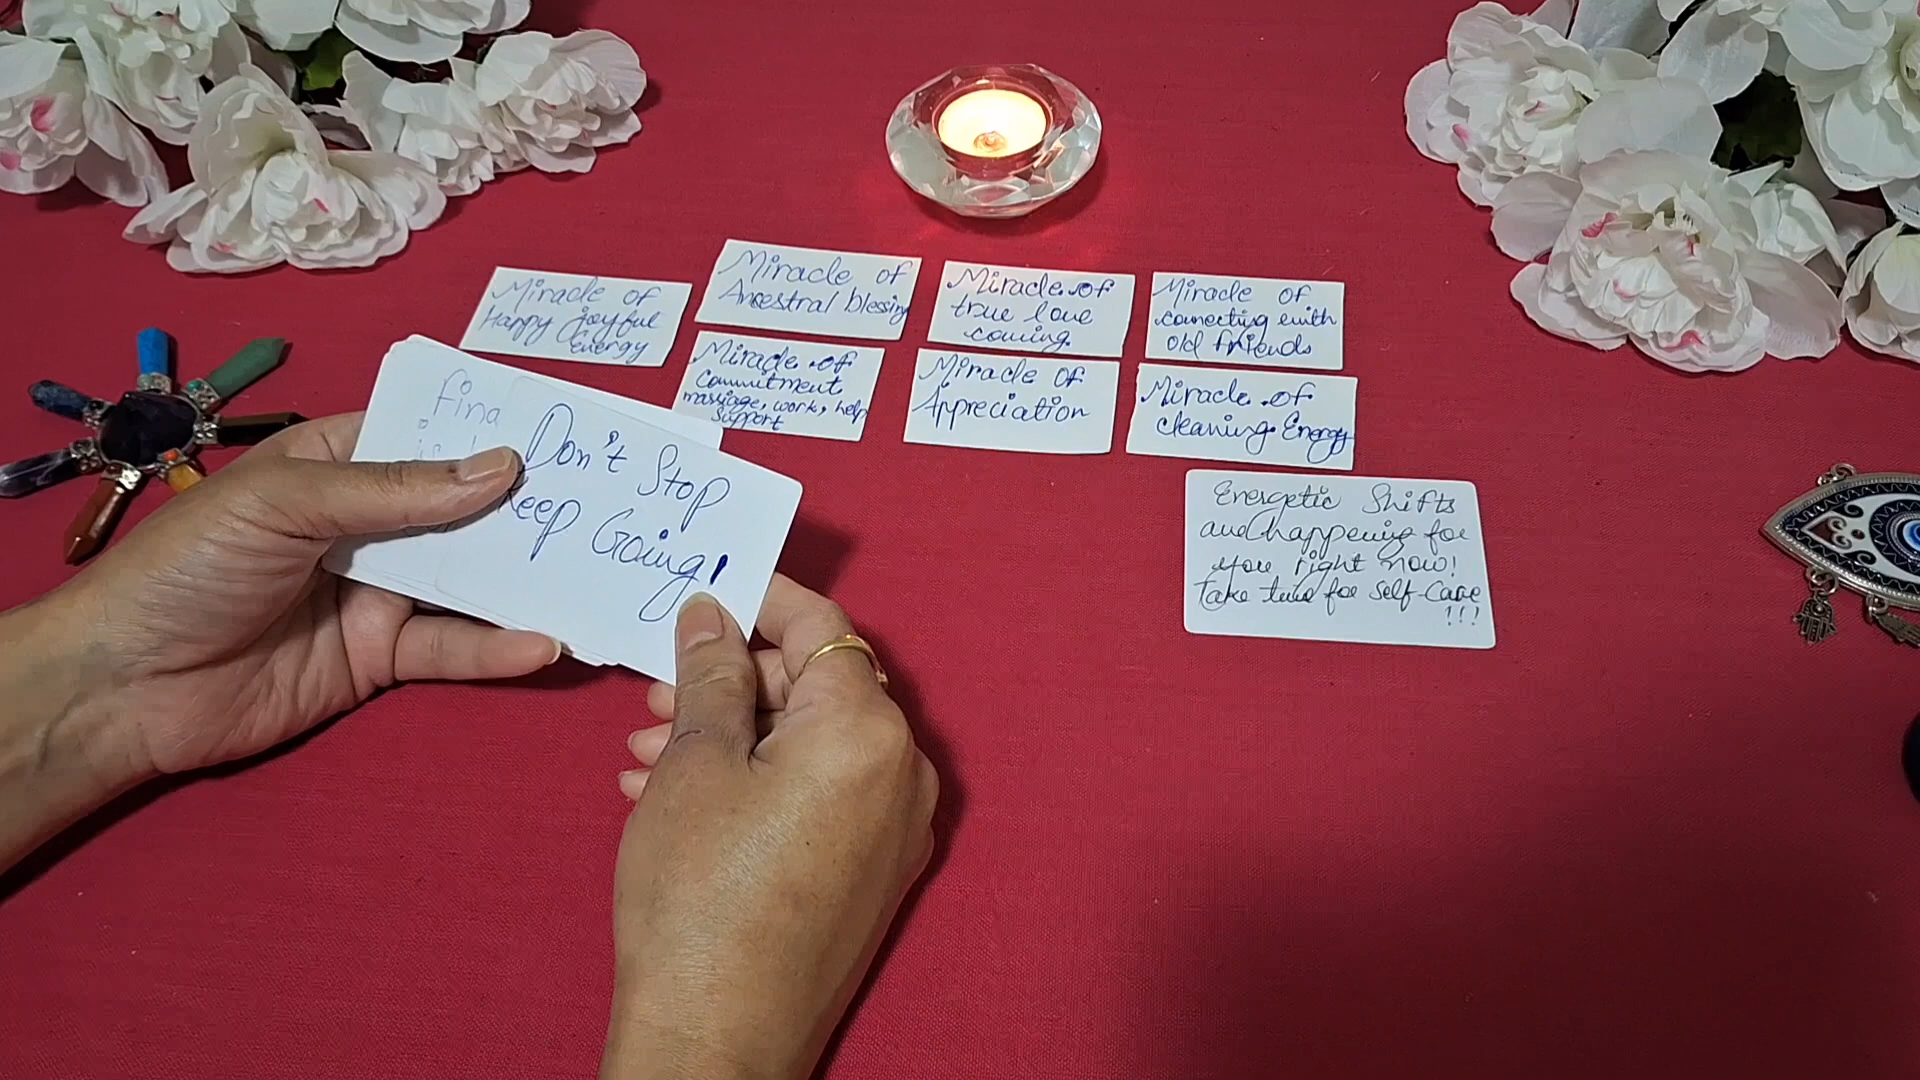 Miracle of
Happy joyful
energy
Miracle of
Ancestral blessing
Miracle of
true love
coming
Miracle of
connecting with
old friends
Miracle of
Commitment
marriage, work, help
Support
Miracle of
Appreciation
Miracle of
cleaning Energy
Fina
Don't Stop
Keep Going!
Energetic Shifts
are happening for
you right now!
Take time for Self-Care
!!!